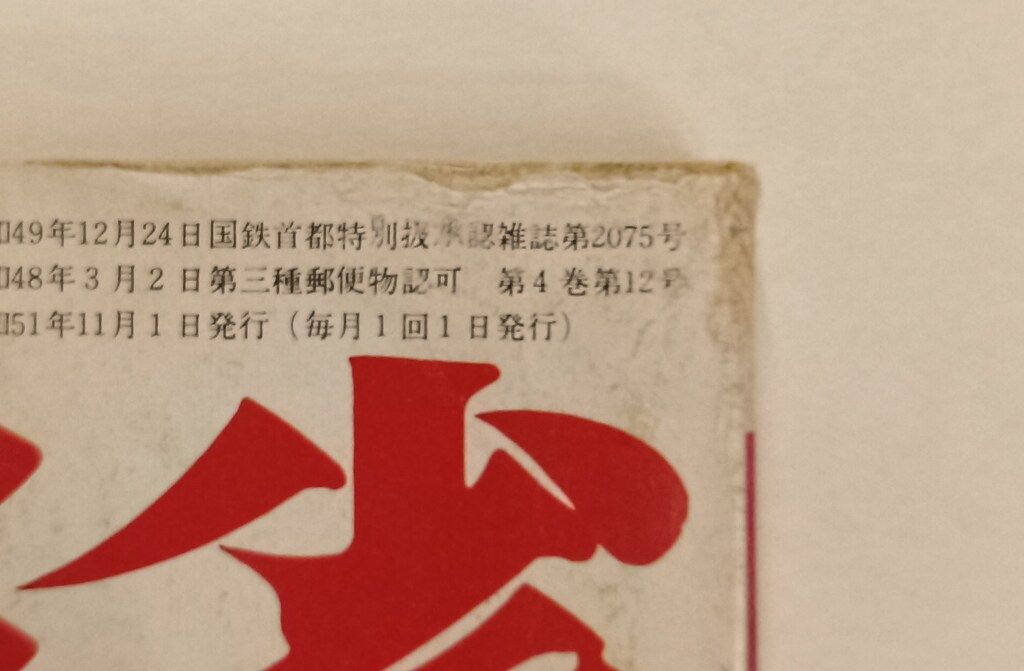 49年12月24日国鉄首都特別扱承認雑誌第2075号
48年3月2日第三種郵便物認可 第4巻第12号
51年11月1日発行(毎月1回1日発行)